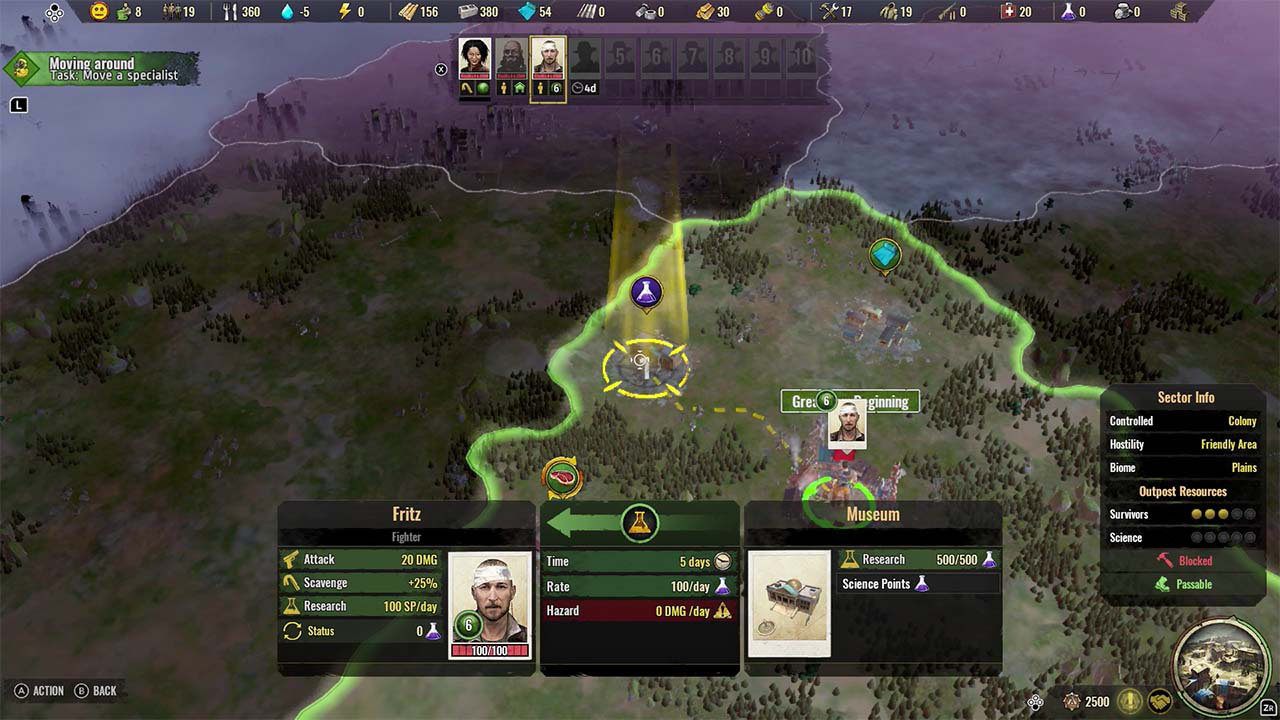 8 19 360 -5 0 156 380 54 0 0 30 0 17 19 0 20 0 0
Moving around
Task: Move a specialist
X
5 6 7 8 9 10
6 4d
L
6
Sector Info
Controlled Colony
Hostility Friendly Area
Biome Plains
Outpost Resources
Survivors
Science
Blocked
Passable
Fritz
Fighter
Attack 20 DMG
Scavenge +25%
Research 100 SP/day
Status 0
6
100/100
Time 5 days
Rate 100/day
Hazard 0 DMG /day
Museum
Research 500/500
Science Points
A ACTION B BACK
2500
ZR